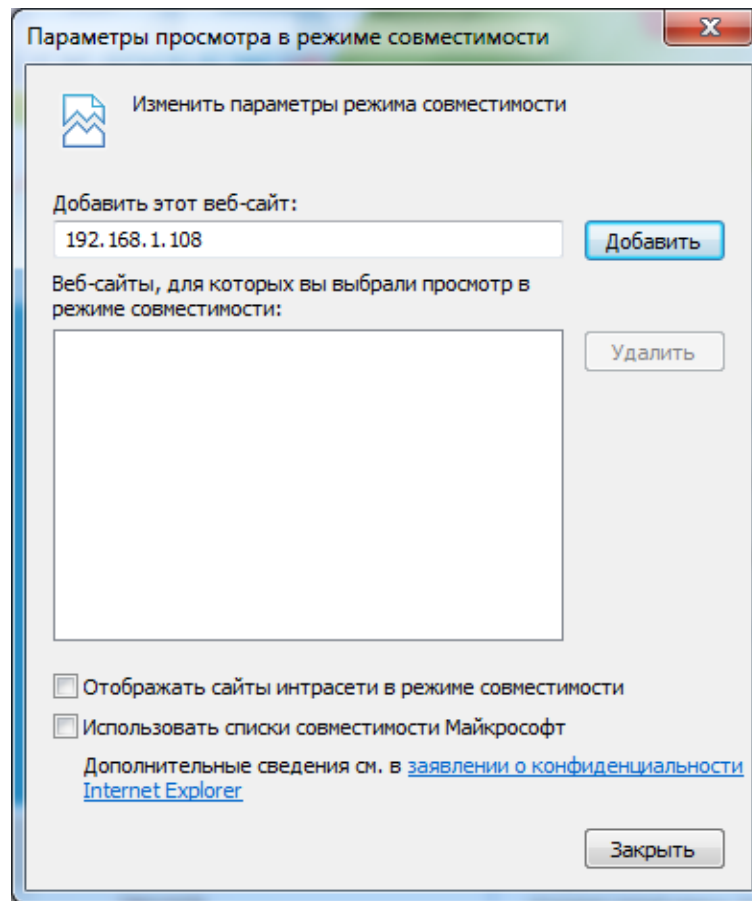 Параметры просмотра в режиме совместимости
Изменить параметры режима совместимости
Добавить этот веб-сайт:
192.168.1.108
Добавить
Веб-сайты, для которых вы выбрали просмотр в
режиме совместимости:
Удалить
Отображать сайты интрасети в режиме совместимости
Использовать списки совместимости Майкрософт
Дополнительные сведения см. в заявлении о конфиденциальности
Internet Explorer
Закрыть